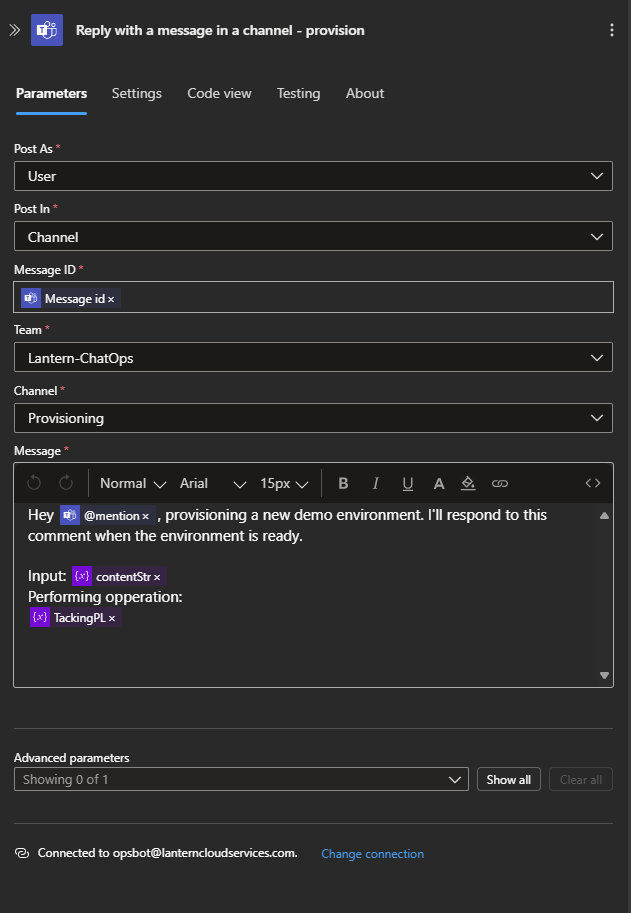 Reply with a message in a channel - provision
Parameters Settings Code view Testing About
Post As *
User
Post In *
Channel
Message ID *
Message id ×
Team *
Lantern-ChatOps
Channel *
Provisioning
Message *
Normal Arial 15px B I U A <>
Hey @mention × , provisioning a new demo environment. I'll respond to this
comment when the environment is ready.
Input: {x} contentStr ×
Performing opperation:
{x} TackingPL ×
Advanced parameters
Showing 0 of 1 Show all Clear all
Connected to opsbot@lanterncloudservices.com. Change connection